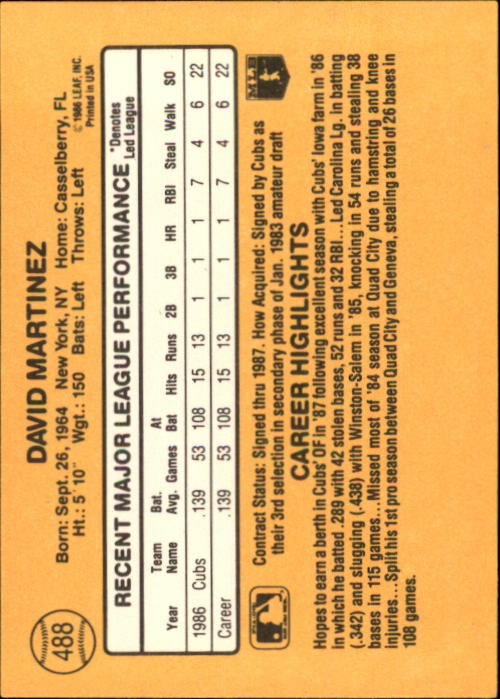 488
DAVID MARTINEZ
Born: Sept. 26, 1964 New York, NY Home: Casselberry, FL
Ht.: 5' 10" Wgt.: 150 Bats: Left Throws: Left
© 1986 LEAF, INC.
Printed in USA
RECENT MAJOR LEAGUE PERFORMANCE
*Denotes
Led League
Year Team Name Bat. Avg. Games At Bat Hits Runs 2B 3B HR RBI Steal Walk SO
1986 Cubs .139 53 108 15 13 1 1 1 7 4 6 22
Career .139 53 108 15 13 1 1 1 7 4 6 22
Contract Status: Signed thru 1987. How Acquired: Signed by Cubs as
their 3rd selection in secondary phase of Jan. 1983 amateur draft
MLB
CAREER HIGHLIGHTS
Hopes to earn a berth in Cubs' OF in '87 following excellent season with Cubs' Iowa farm in '86
in which he batted .289 with 42 stolen bases, 52 runs and 32 RBI...Led Carolina Lg. in batting
(.342) and slugging (.438) with Winston-Salem in '85, knocking in 54 runs and stealing 38
bases in 115 games...Missed most of '84 season at Quad City due to hamstring and knee
injuries...Split his 1st pro season between Quad City and Geneva, stealing a total of 26 bases in
108 games.